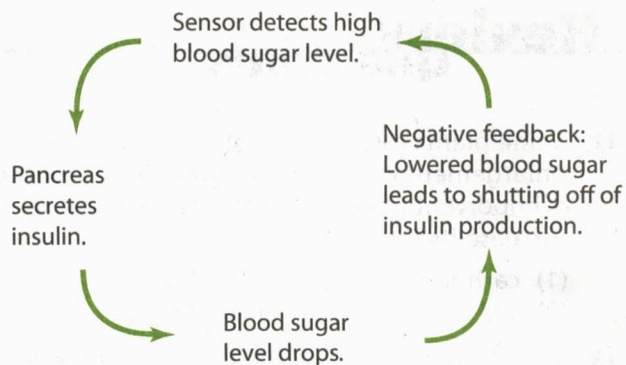 Sensor detects high
blood sugar level.
Pancreas
secretes
insulin.
Blood sugar
level drops.
Negative feedback:
Lowered blood sugar
leads to shutting off of
insulin production.